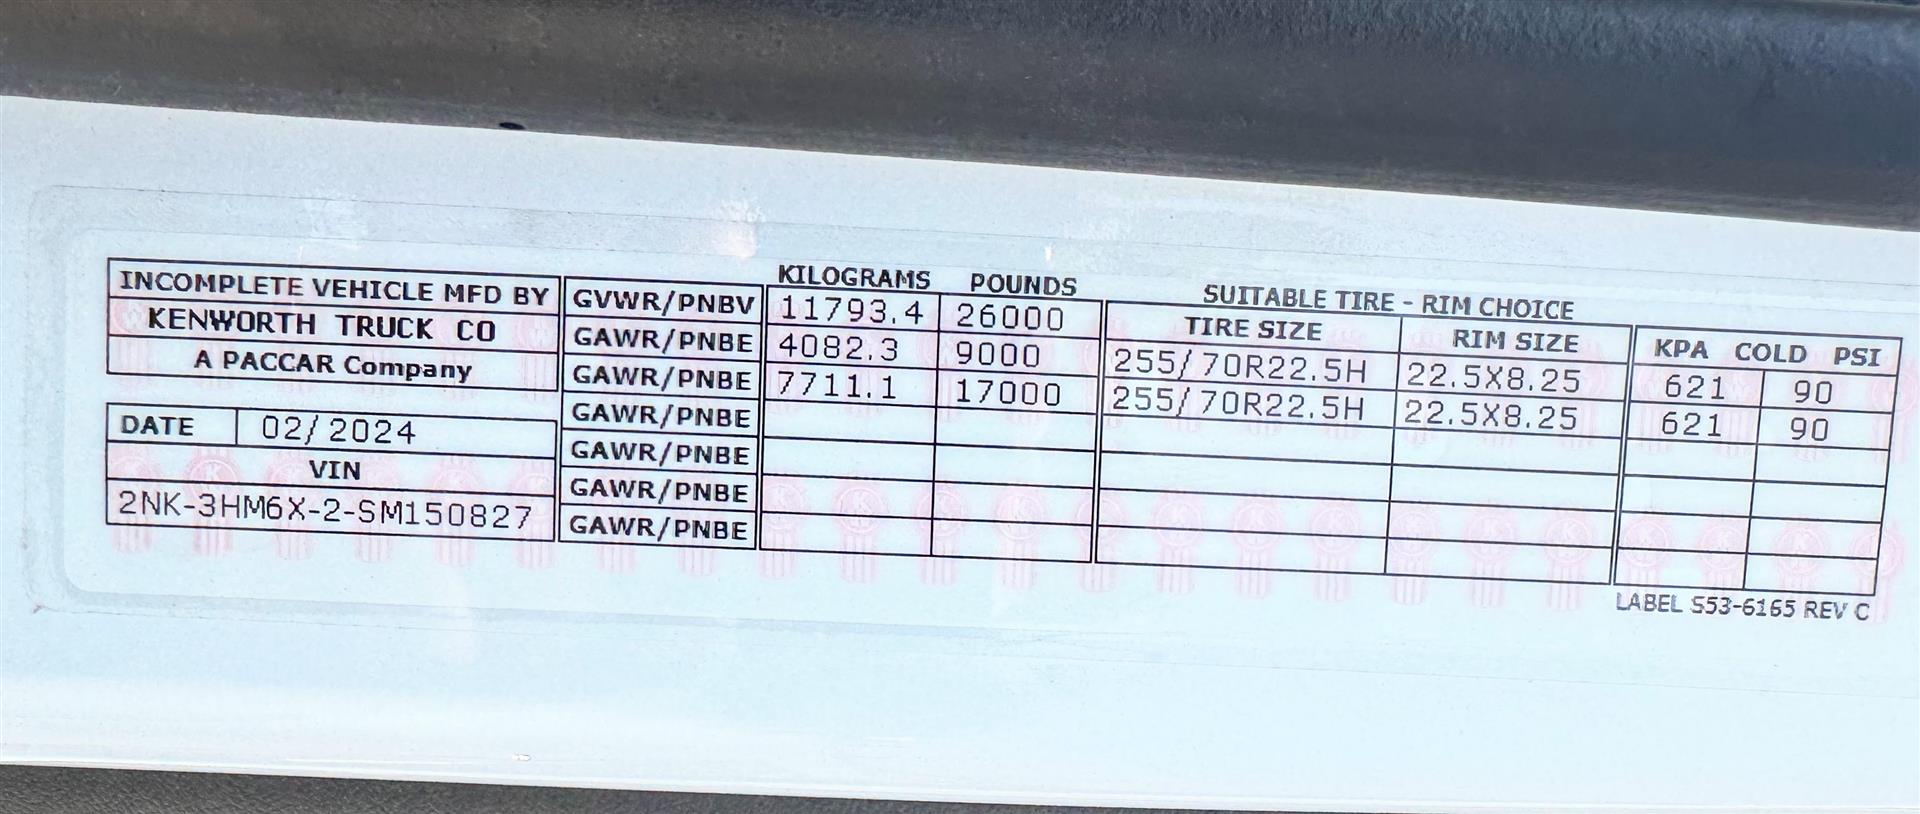 INCOMPLETE VEHICLE MFD BY
KENWORTH TRUCK CO
A PACCAR Company
DATE 02/2024
VIN
2NK-3HM6X-2-SM150827
KILOGRAMS POUNDS
GVWR/PNBV 11793.4 26000
GAWR/PNBE 4082.3 9000
GAWR/PNBE 7711.1 17000
GAWR/PNBE
GAWR/PNBE
GAWR/PNBE
GAWR/PNBE
SUITABLE TIRE - RIM CHOICE
TIRE SIZE RIM SIZE KPA COLD PSI
255/70R22.5H 22.5X8.25 621 90
255/70R22.5H 22.5X8.25 621 90
LABEL S53-6165 REV C